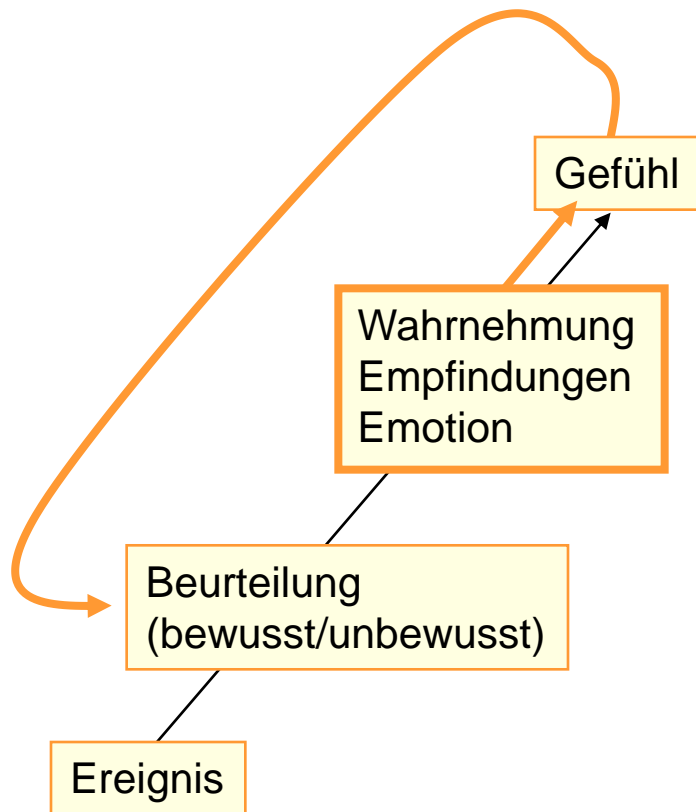 Gefühl
Wahrnehmung
Empfindungen
Emotion
Beurteilung
(bewusst/unbewusst)
Ereignis